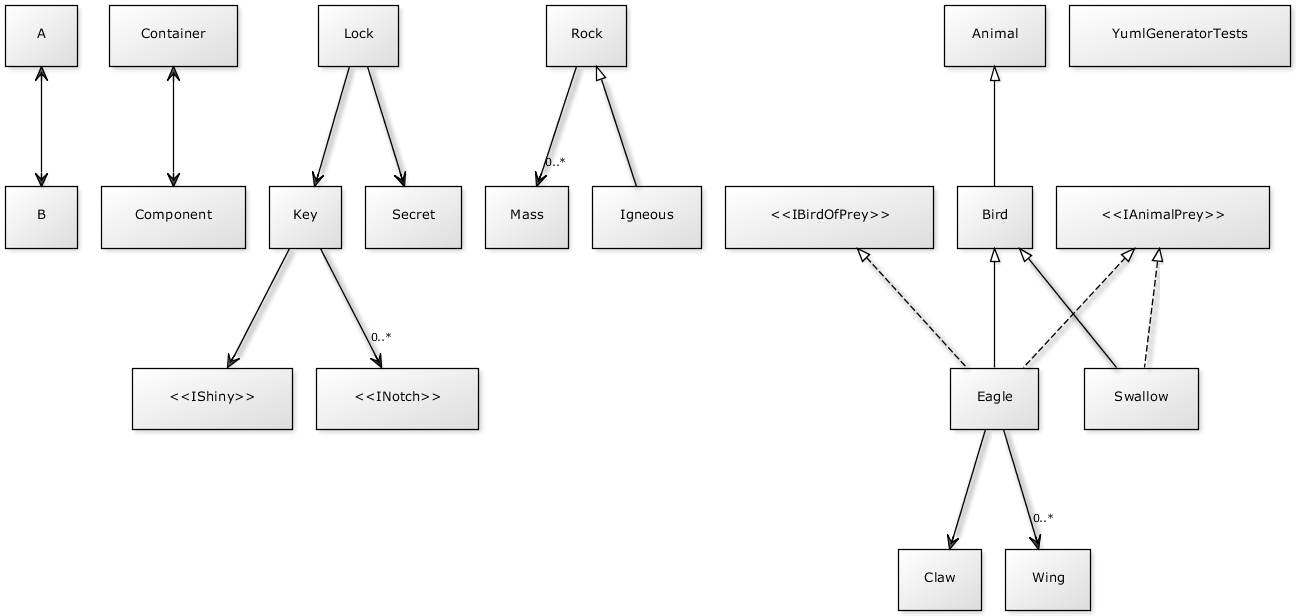 A
Container
Lock
Rock
Animal
YumlGeneratorTests
0..*
B
Component
Key
Secret
Mass
Igneous
<<IBirdOfPrey>>
Bird
<<IAnimalPrey>>
0..*
<<IShiny>>
<<INotch>>
Eagle
Swallow
0..*
Claw
Wing